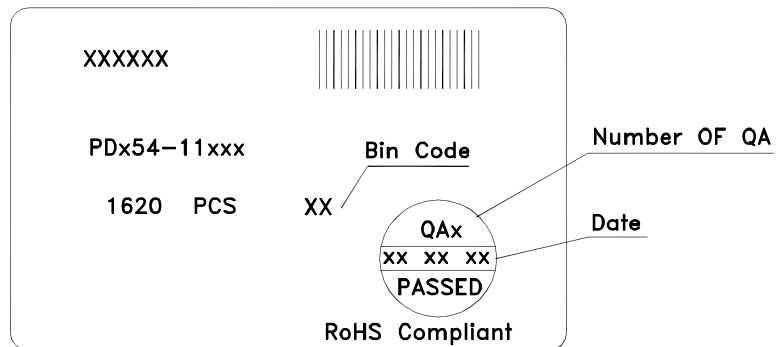 XXXXXX
PDx54-11xxx
Bin Code
Number OF QA
1620 PCS XX
QAx
Date
XX XX XX
PASSED
RoHS Compliant